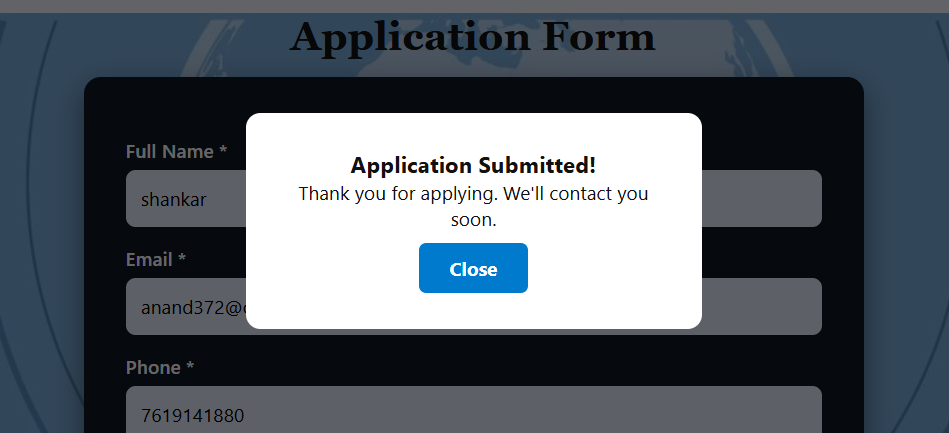 Application Form
Full Name *
shankar
Email *
anand372@
Phone *
7619141880
Application Submitted!
Thank you for applying. We'll contact you
soon.
Close